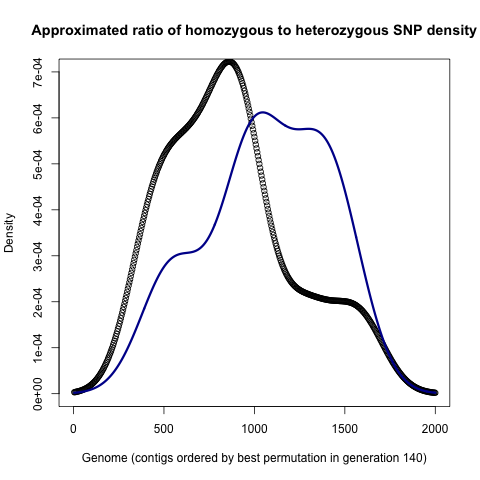 Approximated ratio of homozygous to heterozygous SNP density
Density
7e-04
6e-04
5e-04
4e-04
3e-04
2e-04
1e-04
0e+00
0
500
1000
1500
2000
Genome (contigs ordered by best permutation in generation 140)